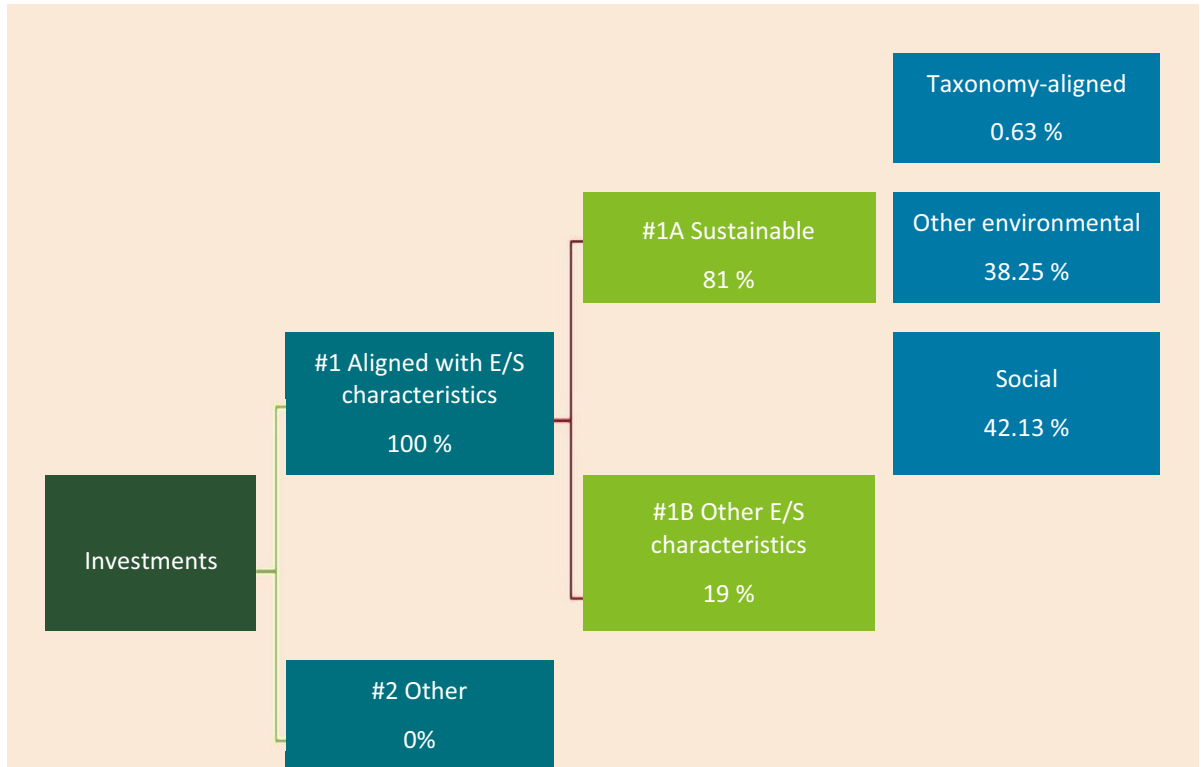 Taxonomy-aligned
0.63 %
#1A Sustainable
81 %
Other environmental
38.25 %
#1 Aligned with E/S
characteristics
100 %
Social
42.13 %
#1B Other E/S
characteristics
19 %
Investments
#2 Other
0%